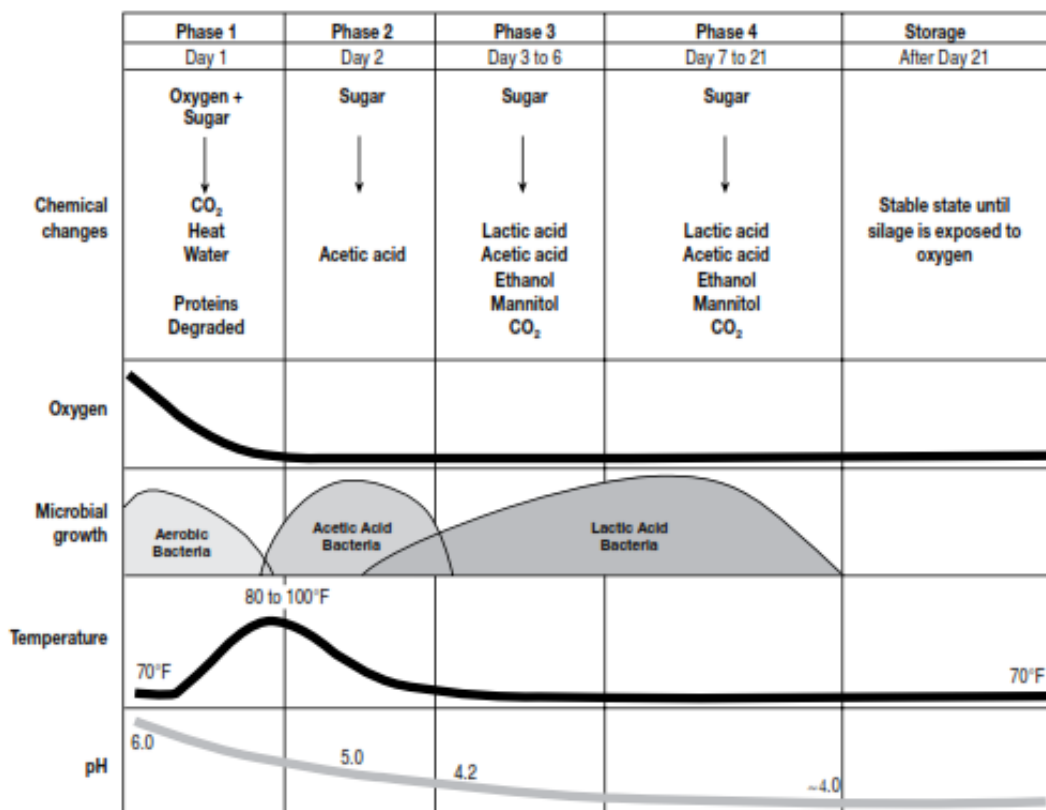 Phase 1 Phase 2 Phase 3 Phase 4 Storage
Day 1 Day 2 Day 3 to 6 Day 7 to 21 After Day 21
Chemical
changes
Oxygen +
Sugar
CO₂
Heat
Water
Proteins
Degraded
Sugar
Acetic acid
Sugar
Lactic acid
Acetic acid
Ethanol
Mannitol
CO₂
Sugar
Lactic acid
Acetic acid
Ethanol
Mannitol
CO₂
Stable state until
silage is exposed to
oxygen
Oxygen
Microbial
growth
Aerobic
Bacteria
Acetic Acid
Bacteria
Lactic Acid
Bacteria
Temperature
70°F
80 to 100°F
70°F
pH
6.0
5.0
4.2
~4.0